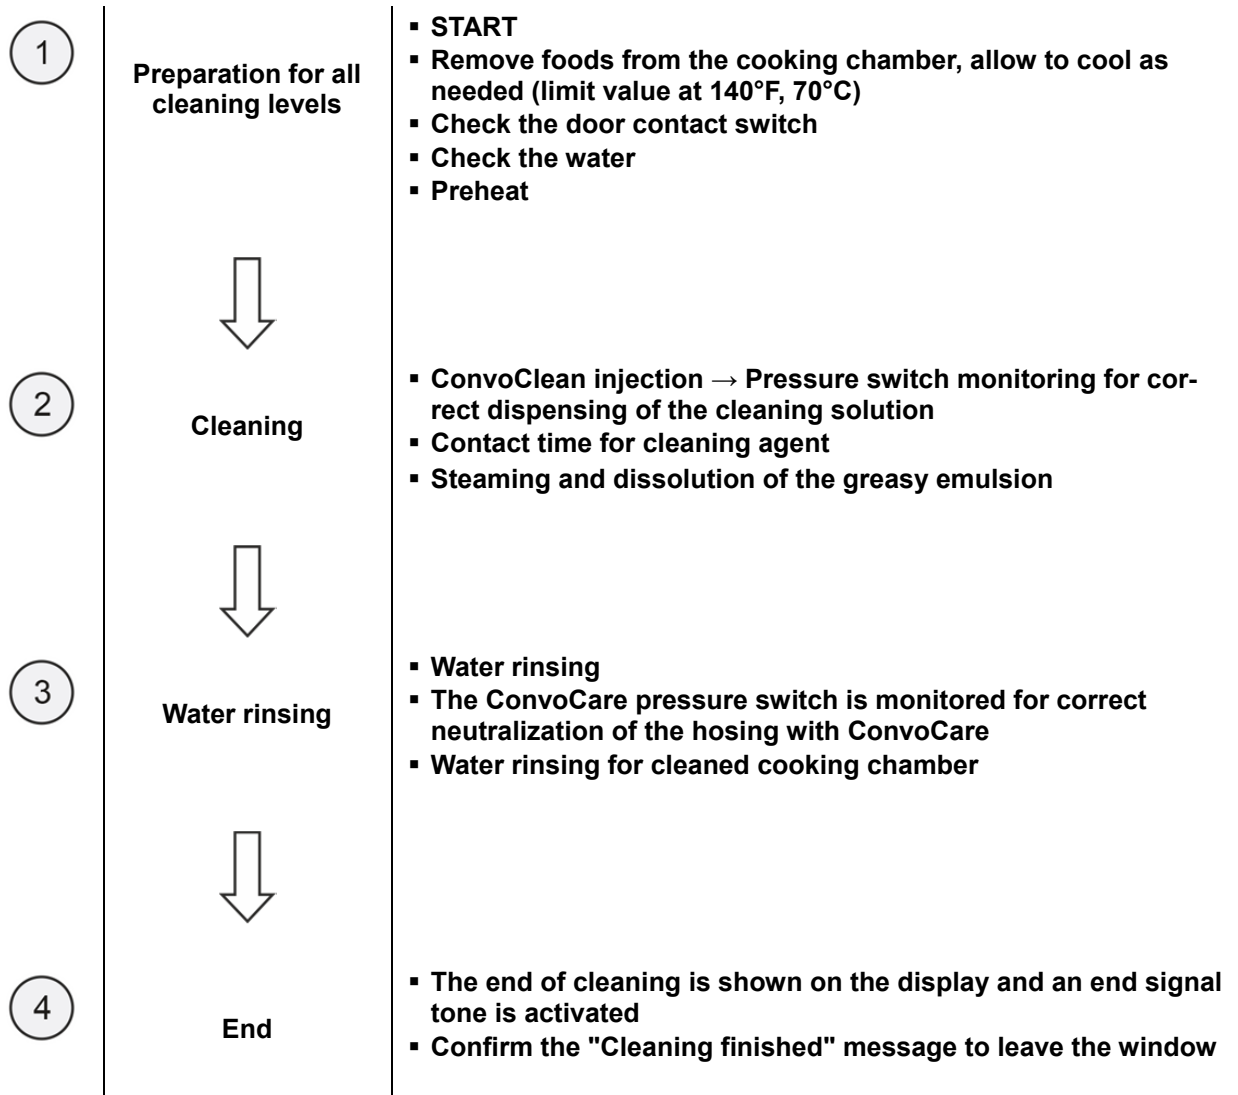 1
Preparation for all
cleaning levels
▪ START
▪ Remove foods from the cooking chamber, allow to cool as
needed (limit value at 140°F, 70°C)
▪ Check the door contact switch
▪ Check the water
▪ Preheat
2
Cleaning
▪ ConvoClean injection → Pressure switch monitoring for cor-
rect dispensing of the cleaning solution
▪ Contact time for cleaning agent
▪ Steaming and dissolution of the greasy emulsion
3
Water rinsing
▪ Water rinsing
▪ The ConvoCare pressure switch is monitored for correct
neutralization of the hosing with ConvoCare
▪ Water rinsing for cleaned cooking chamber
4
End
▪ The end of cleaning is shown on the display and an end signal
tone is activated
▪ Confirm the "Cleaning finished" message to leave the window